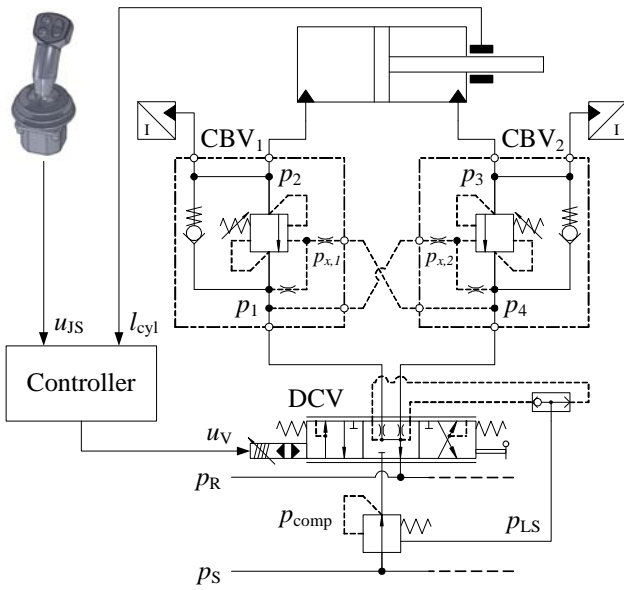 I
CBV1
CBV2
I
p2
p3
px,1
px,2
p1
p4
uJS
lcyl
Controller
DCV
uV
pR
pcomp
pLS
pS